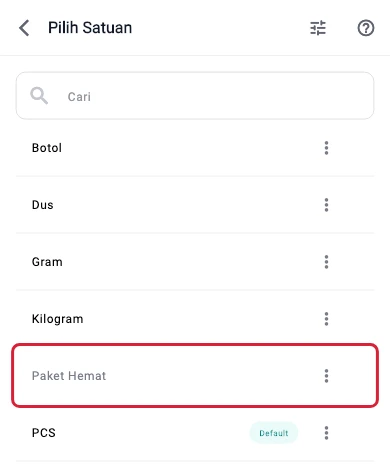 Pilih Satuan
Cari
Botol
Dus
Gram
Kilogram
Paket Hemat
PCS Default